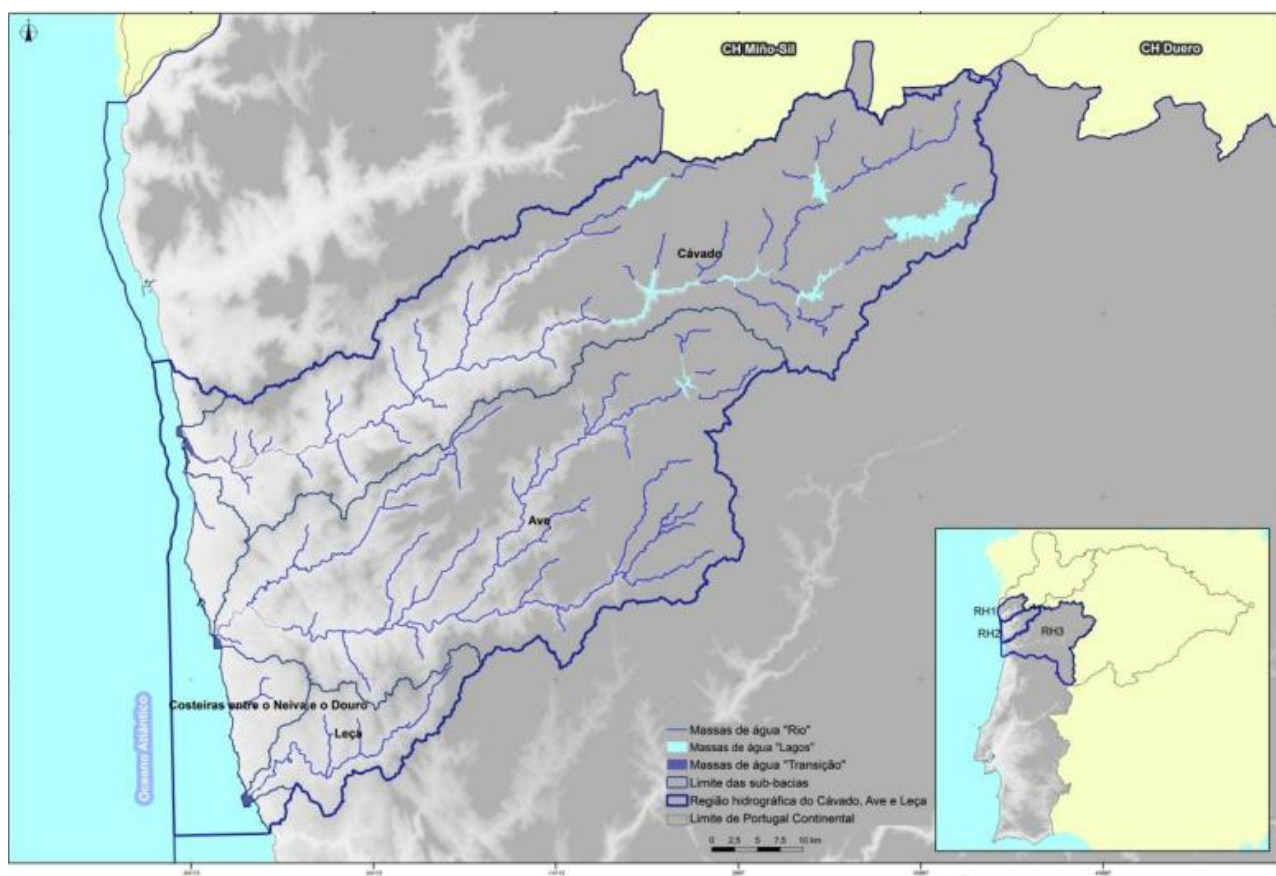 CH Miño-Sil
CH Duero
Cávado
Ave
Costeiras entre o Neiva e o Douro
Leça
Oceano Atlântico
Massas de água "Rio"
Massas de água "Lagos"
Massas de água "Transição"
Limite das sub-bacias
Região hidrográfica do Cávado, Ave e Leça
Limite de Portugal Continental
0 2,5 5 7,5 10 km
RH1
RH2
RH3